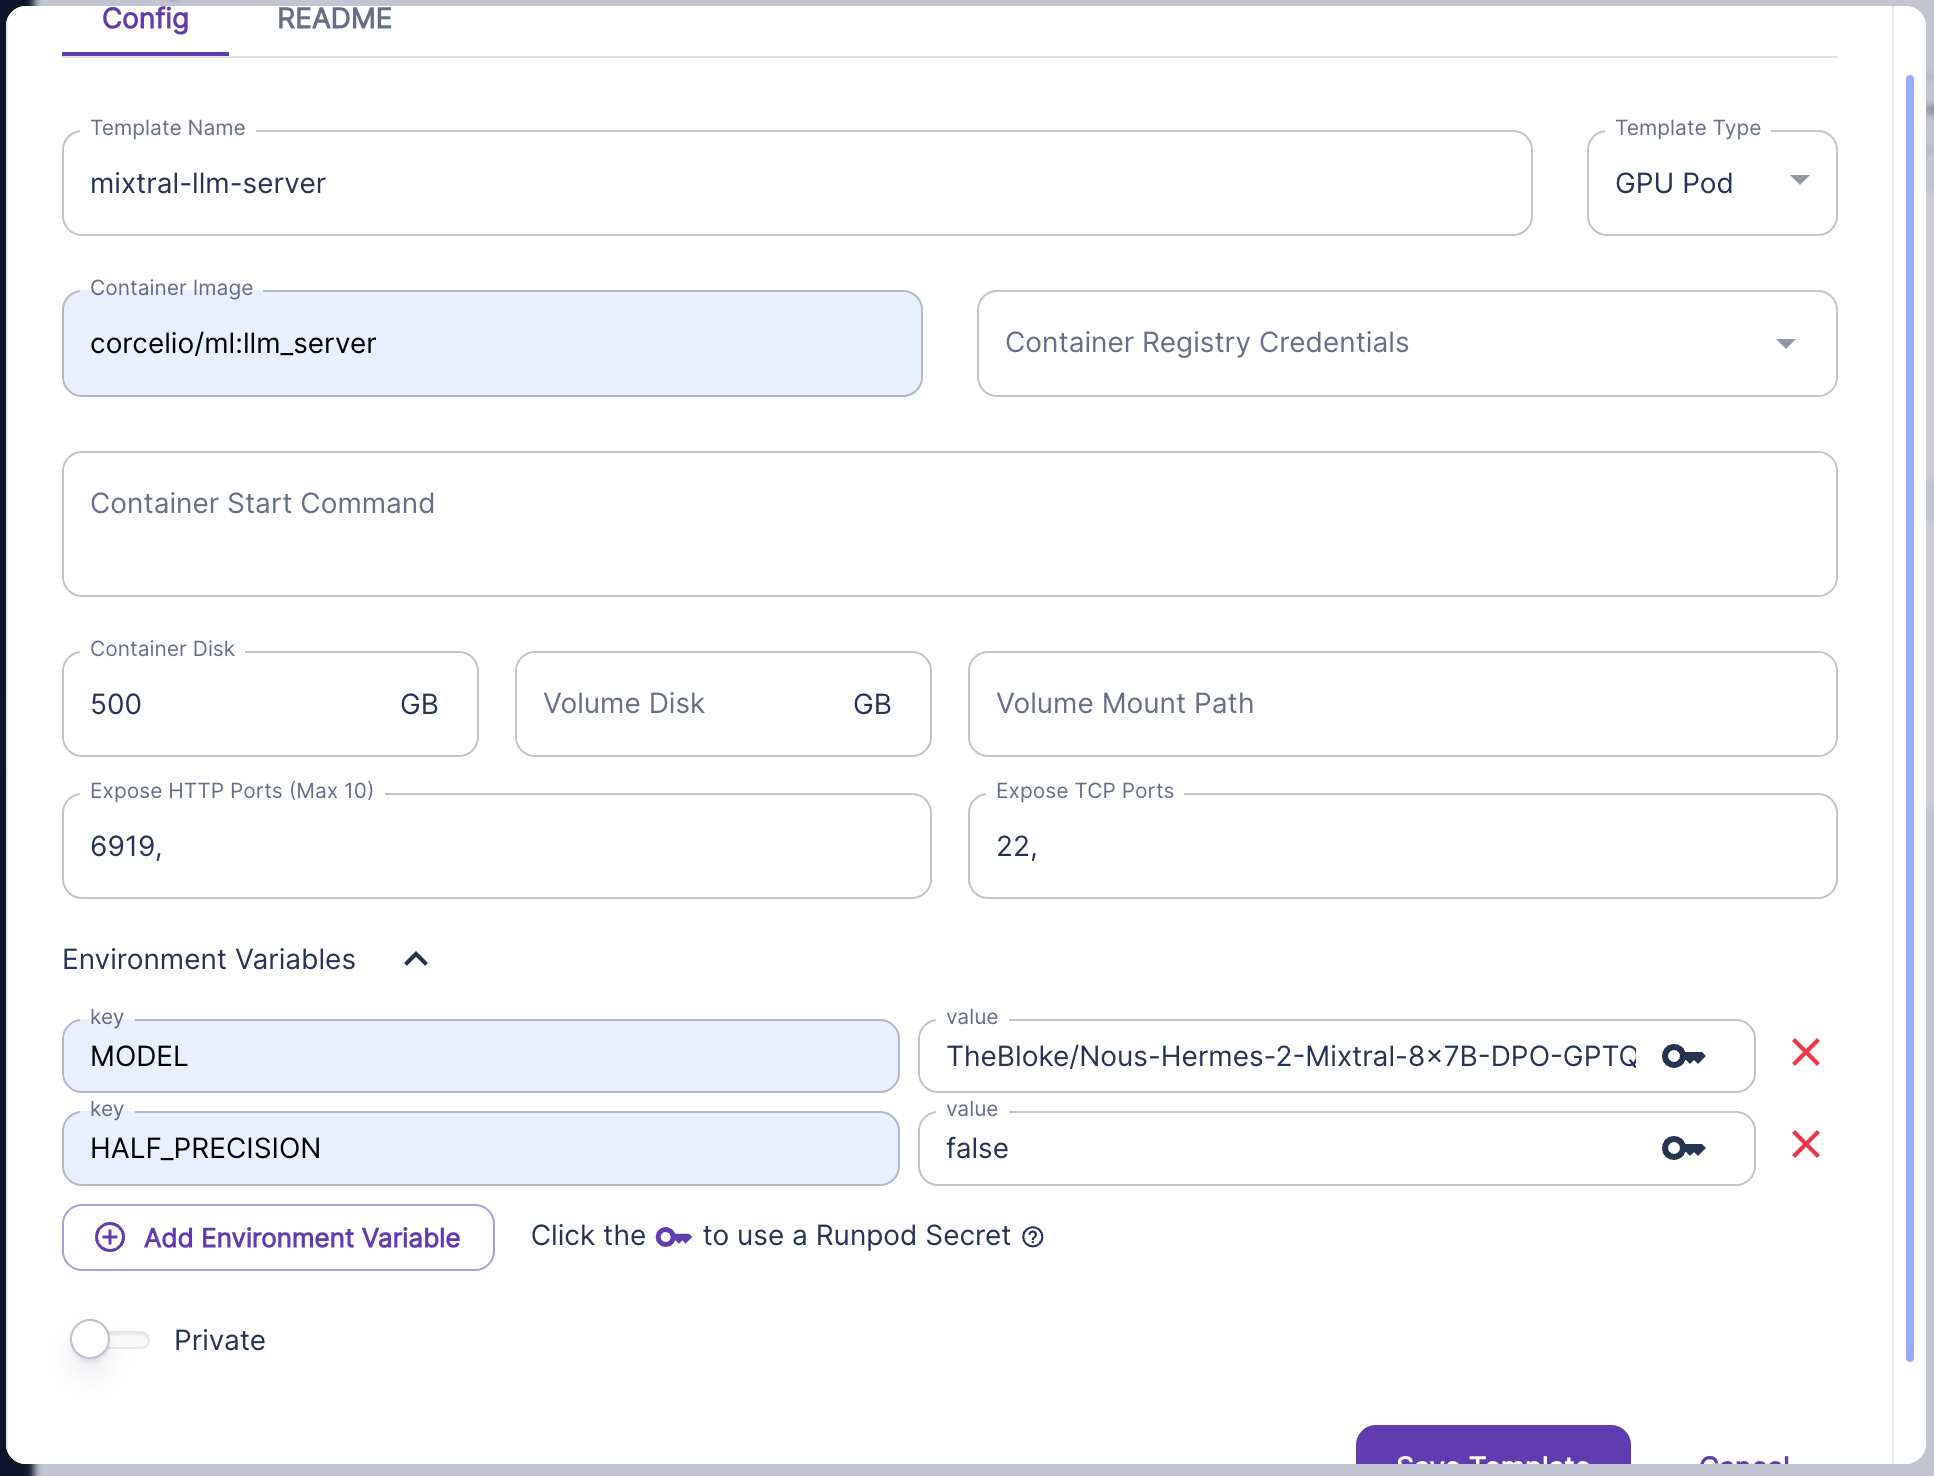 Config README
Template Name
mixtral-llm-server
Template Type
GPU Pod
Container Image
corcelio/ml:llm_server
Container Registry Credentials
Container Start Command
Container Disk
500 GB
Volume Disk GB
Volume Mount Path
Expose HTTP Ports (Max 10)
6919,
Expose TCP Ports
22,
Environment Variables
key
MODEL
value
TheBloke/Nous-Hermes-2-Mixtral-8x7B-DPO-GPTQ
key
HALF_PRECISION
value
false
Add Environment Variable
Click the to use a Runpod Secret
Private
Save Template
Cancel